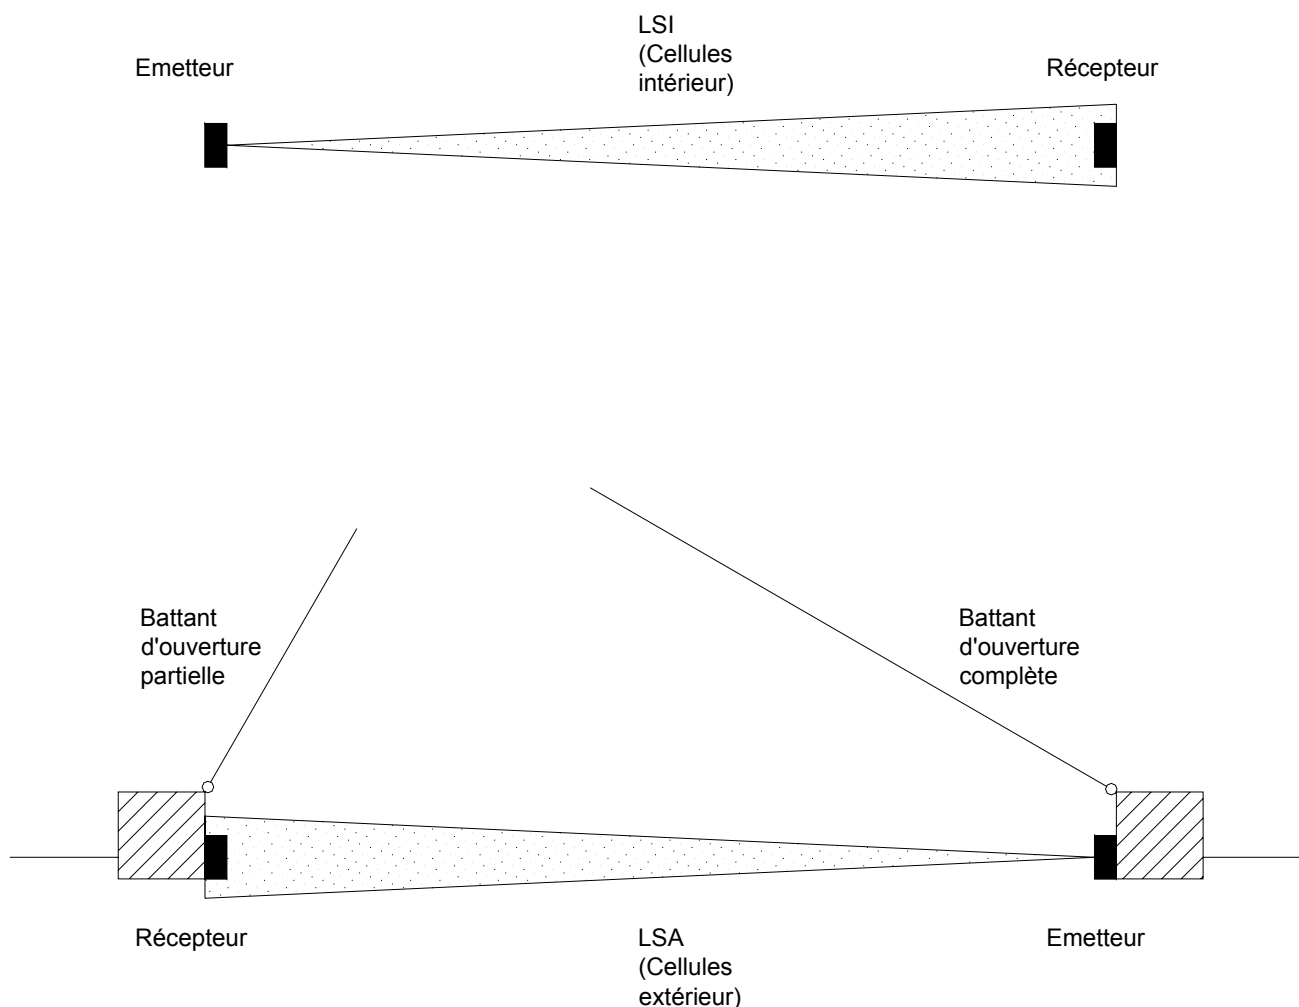 LSI
(Cellules
intérieur)
Emetteur
Récepteur
Battant
d'ouverture
partielle
Battant
d'ouverture
complète
Récepteur
LSA
(Cellules
extérieur)
Emetteur